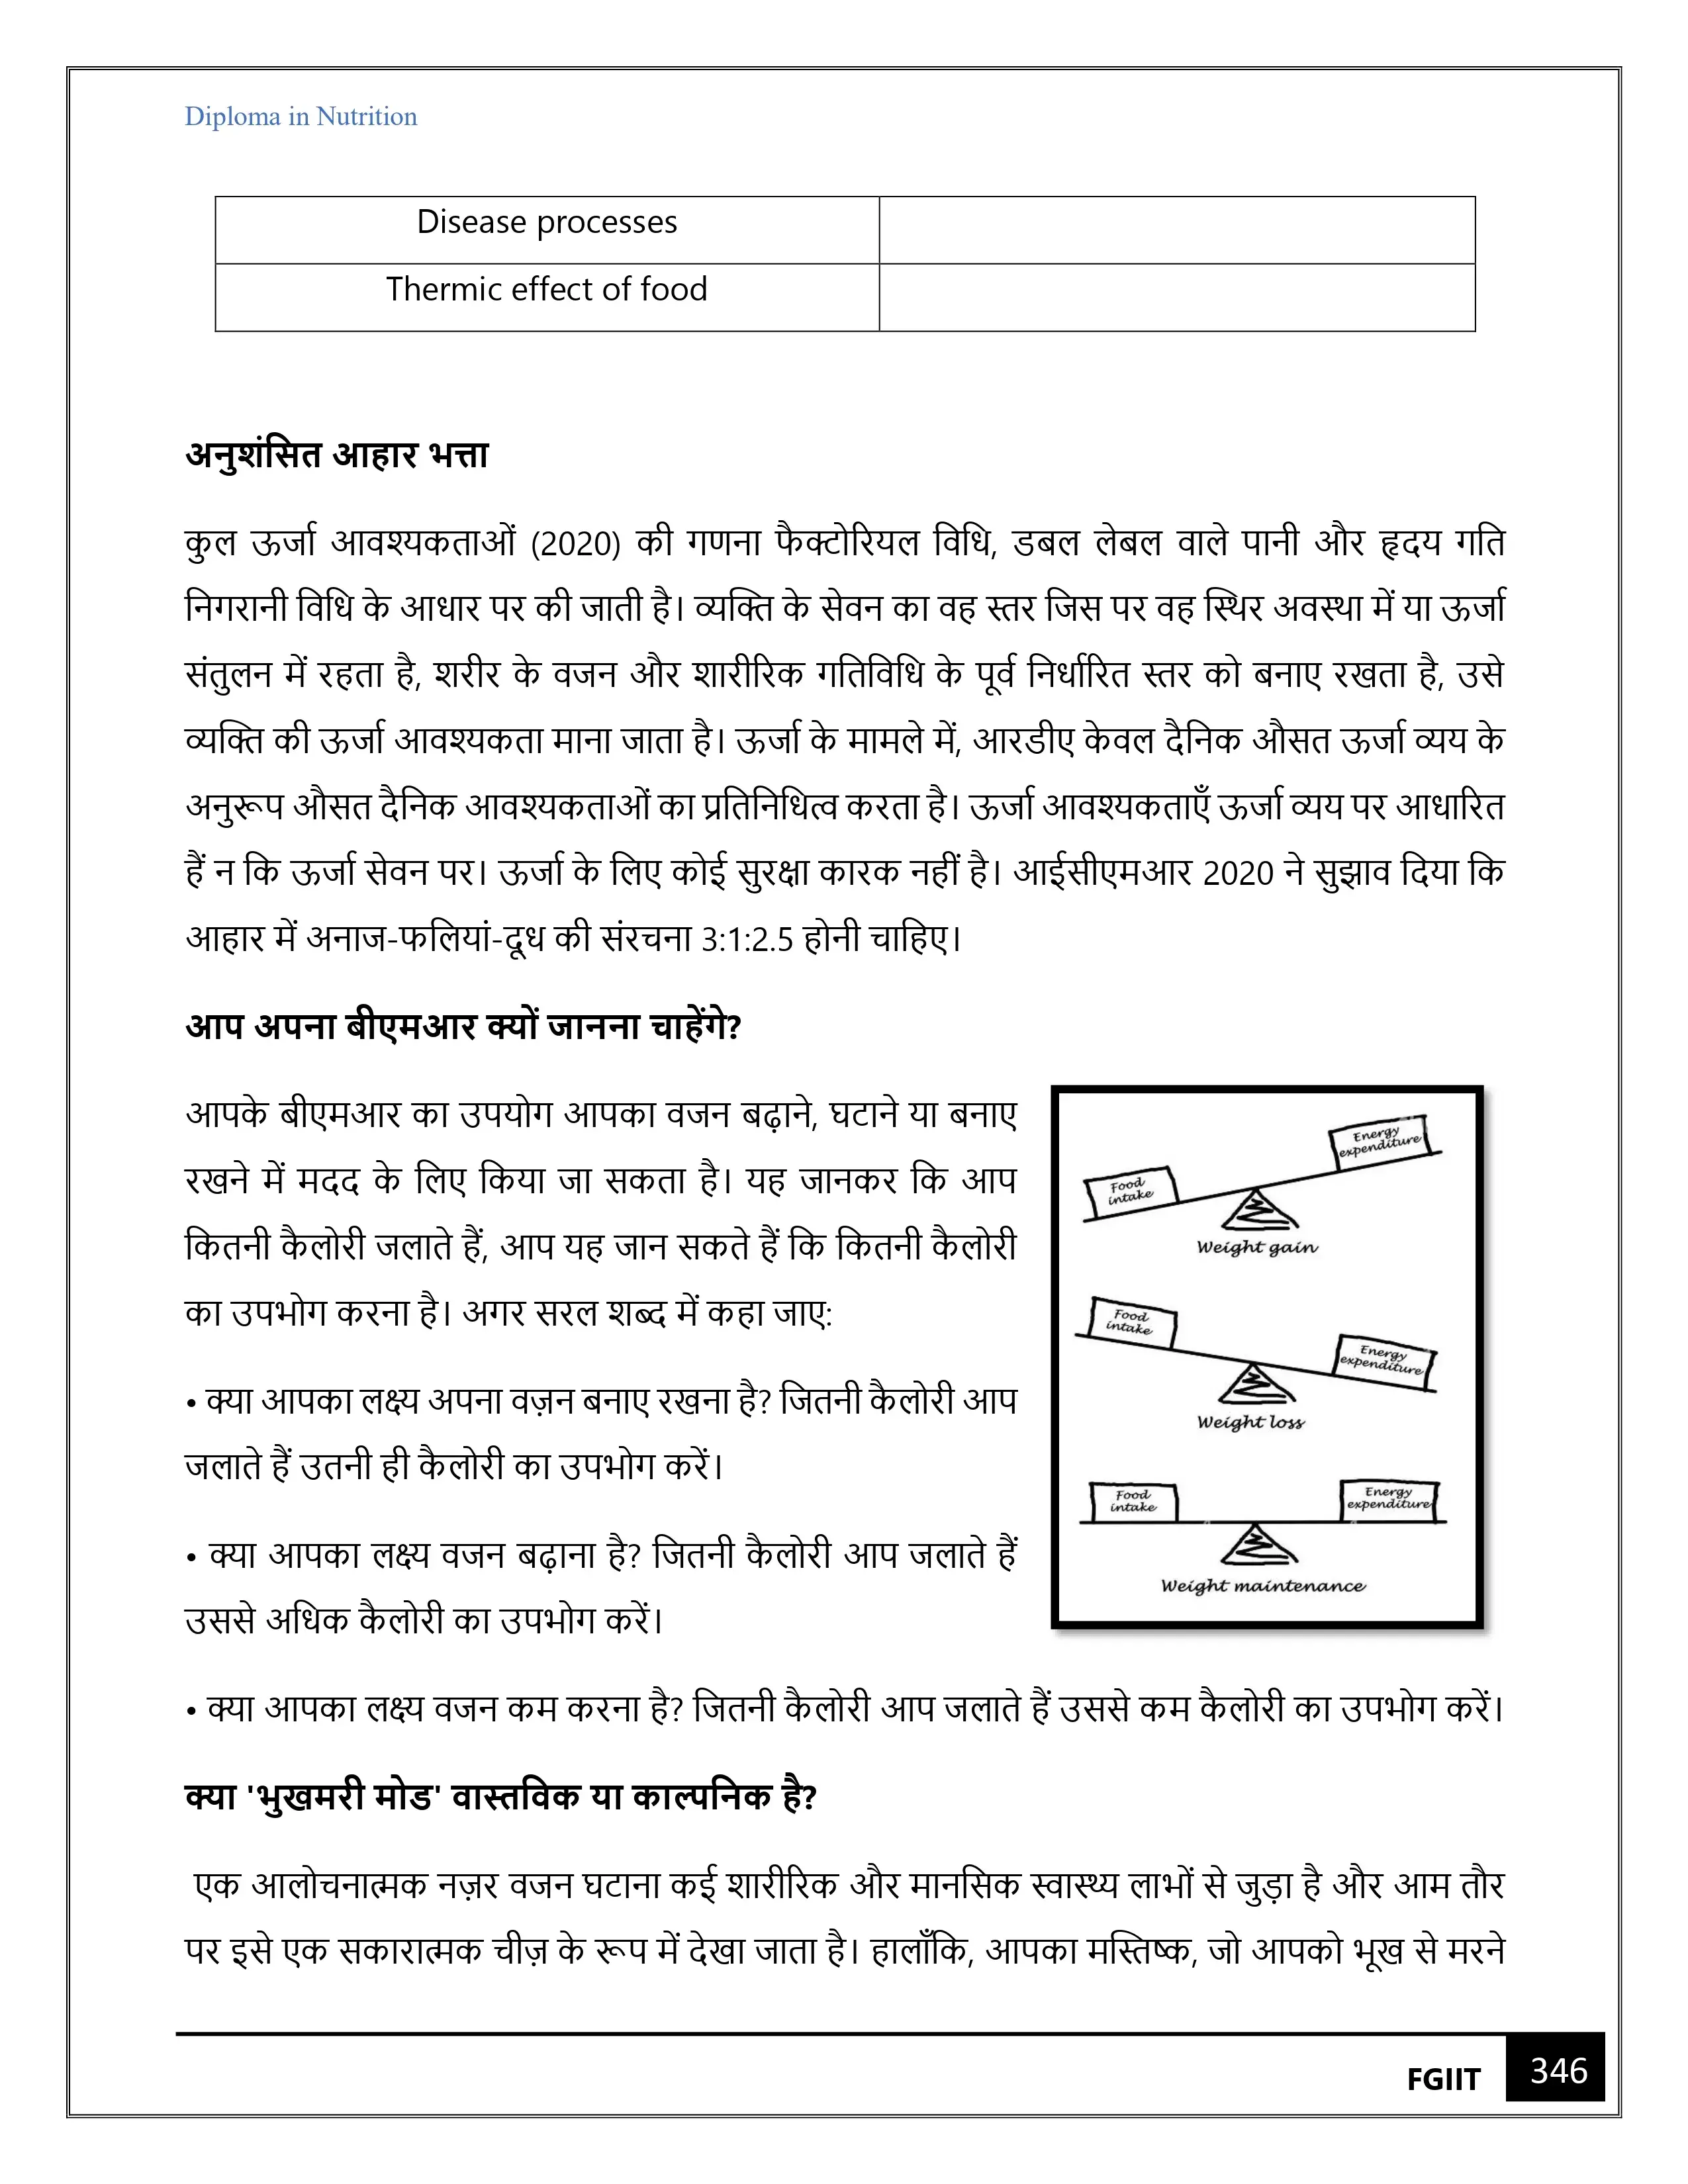 Diploma in Nutrition
Disease processes
Thermic effect of food
अनुशंसित आहार भत्ता
कुल ऊर्जा आवश्यकताओं (2020) की गणना फैक्टोरियल विधि, डबल लेबल वाले पानी और हृदय गति
निगरानी विधि के आधार पर की जाती है। व्यक्ति के सेवन का वह स्तर जिस पर वह स्थिर अवस्था में या ऊर्जा
संतुलन में रहता है, शरीर के वजन और शारीरिक गतिविधि के पूर्व निर्धारित स्तर को बनाए रखता है, उसे
व्यक्ति की ऊर्जा आवश्यकता माना जाता है। ऊर्जा के मामले में, आरडीए केवल दैनिक औसत ऊर्जा व्यय के
अनुरूप औसत दैनिक आवश्यकताओं का प्रतिनिधित्व करता है। ऊर्जा आवश्यकताएँ ऊर्जा व्यय पर आधारित
हैं न कि ऊर्जा सेवन पर। ऊर्जा के लिए कोई सुरक्षा कारक नहीं है। आईसीएमआर 2020 ने सुझाव दिया कि
आहार में अनाज-फलियां-दूध की संरचना 3:1:2.5 होनी चाहिए।
आप अपना बीएमआर क्यों जानना चाहेंगे?
आपके बीएमआर का उपयोग आपका वजन बढ़ाने, घटाने या बनाए
रखने में मदद के लिए किया जा सकता है। यह जानकर कि आप
कितनी कैलोरी जलाते हैं, आप यह जान सकते हैं कि कितनी कैलोरी
का उपभोग करना है। अगर सरल शब्द में कहा जाए:
• क्या आपका लक्ष्य अपना वज़न बनाए रखना है? जितनी कैलोरी आप
जलाते हैं उतनी ही कैलोरी का उपभोग करें।
• क्या आपका लक्ष्य वजन बढ़ाना है? जितनी कैलोरी आप जलाते हैं
उससे अधिक कैलोरी का उपभोग करें।
Energy
expenditure
Food
intake
Weight gain
Food
intake
Energy
expenditure
Weight loss
Food
intake
Energy
expenditure
Weight maintenance
• क्या आपका लक्ष्य वजन कम करना है? जितनी कैलोरी आप जलाते हैं उससे कम कैलोरी का उपभोग करें।
क्या 'भुखमरी मोड' वास्तविक या काल्पनिक है?
एक आलोचनात्मक नज़र वजन घटाना कई शारीरिक और मानसिक स्वास्थ्य लाभों से जुड़ा है और आम तौर
पर इसे एक सकारात्मक चीज़ के रूप में देखा जाता है। हालाँकि, आपका मस्तिष्क, जो आपको भूख से मरने
FGIIT
346